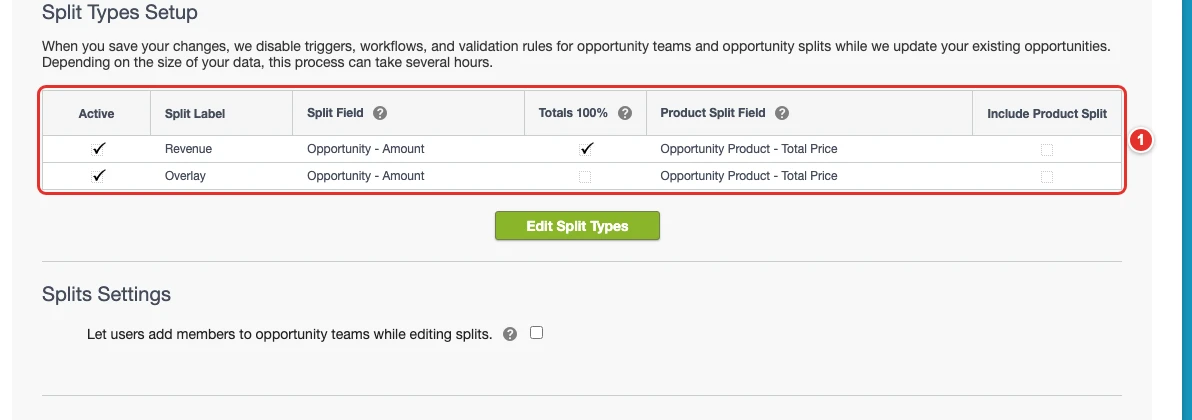 Split Types Setup
When you save your changes, we disable triggers, workflows, and validation rules for opportunity teams and opportunity splits while we update your existing opportunities.
Depending on the size of your data, this process can take several hours.
Active Split Label Split Field ? Totals 100% ? Product Split Field ? Include Product Split
Revenue Opportunity - Amount Opportunity Product - Total Price
1
Overlay Opportunity - Amount Opportunity Product - Total Price
Edit Split Types
Splits Settings
Let users add members to opportunity teams while editing splits. ?